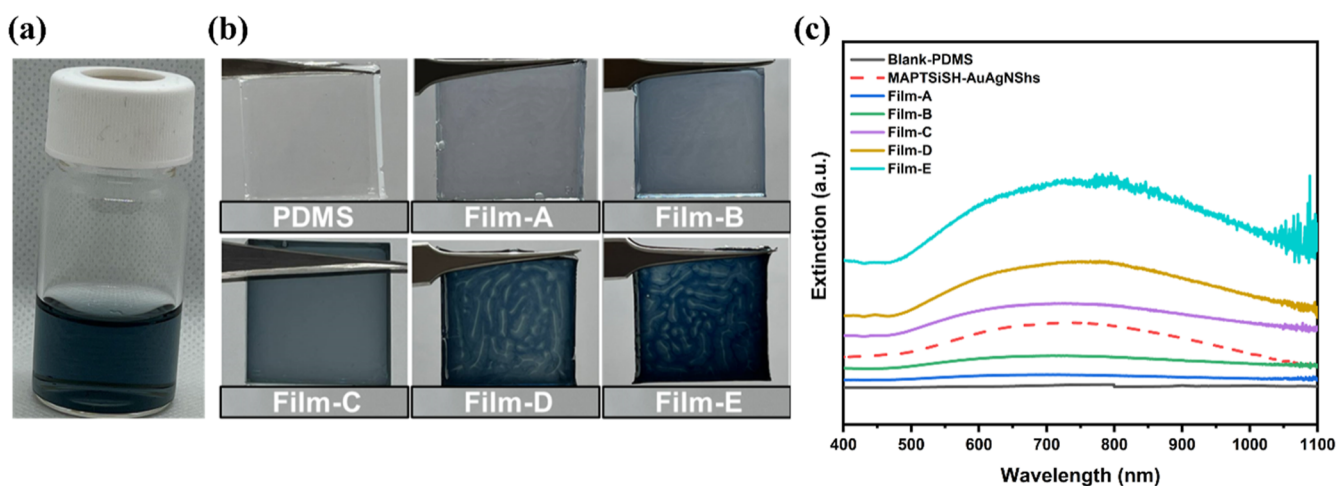 (a)
(b)
PDMS
Film-A
Film-B
Film-C
Film-D
Film-E
(c)
Blank-PDMS
MAPTSiSH-AuAgNShs
Film-A
Film-B
Film-C
Film-D
Film-E
Extinction (a.u.)
400 500 600 700 800 900 1000 1100
Wavelength (nm)